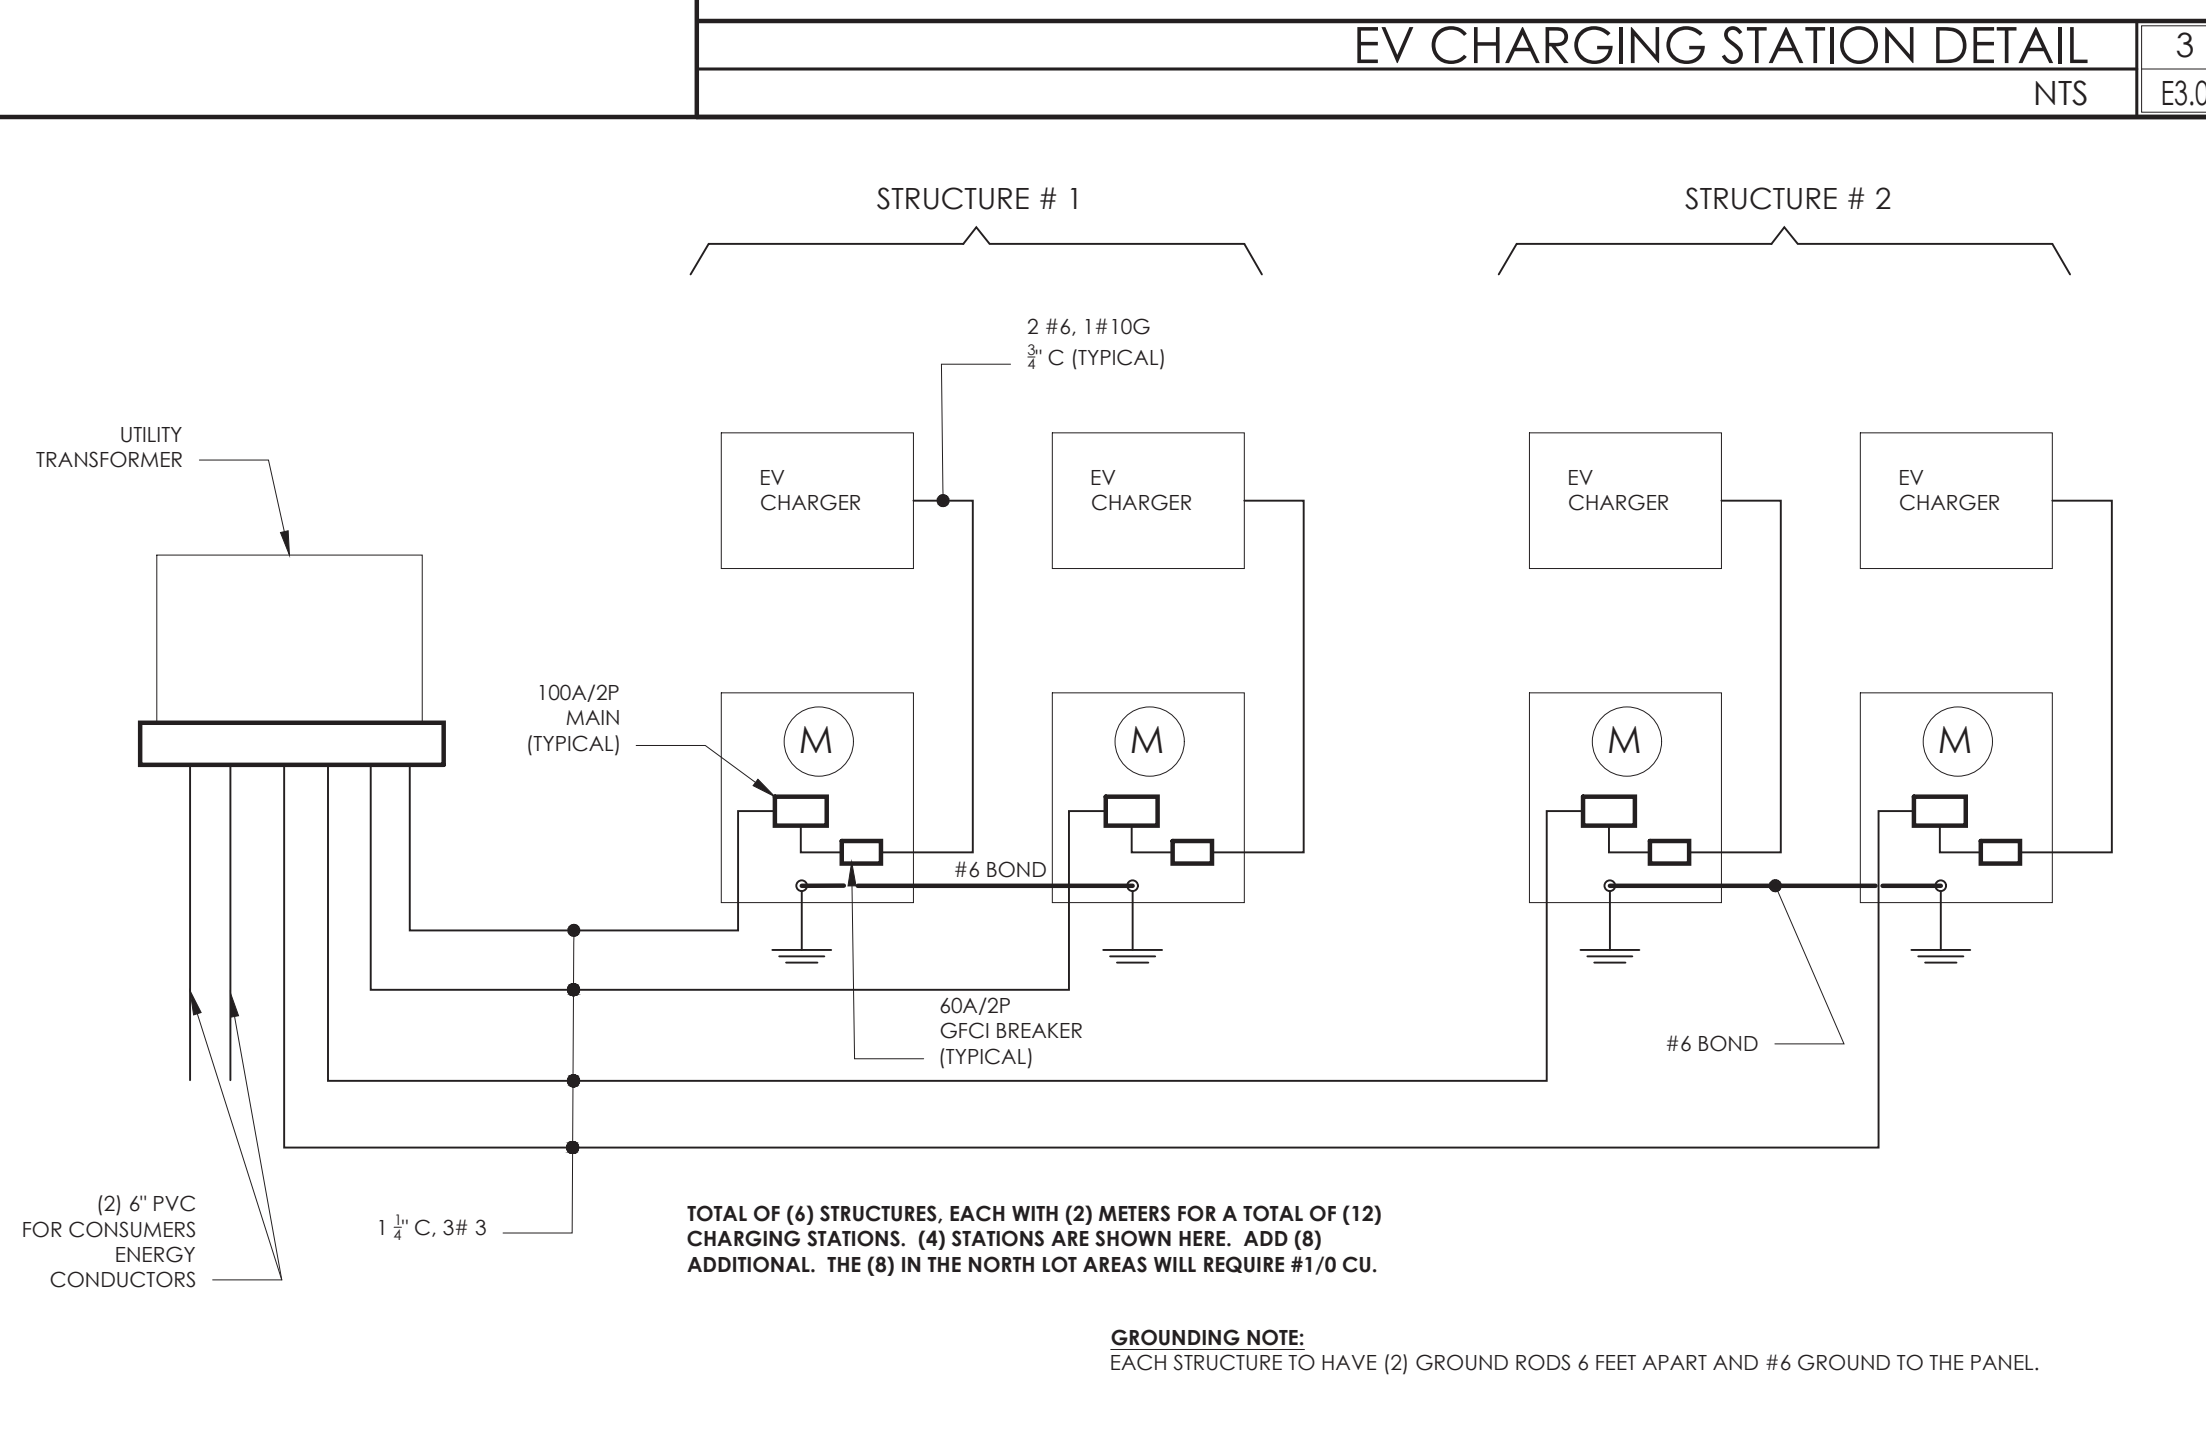 EV CHARGING STATION DETAIL
3
NTS
E3.0
STRUCTURE # 1
STRUCTURE # 2
2 #6, 1#10G
¾" C (TYPICAL)
UTILITY
TRANSFORMER
EV
CHARGER
EV
CHARGER
EV
CHARGER
EV
CHARGER
100A/2P
MAIN
(TYPICAL)
M
M
M
M
#6 BOND
60A/2P
GFCI BREAKER
(TYPICAL)
#6 BOND
(2) 6" PVC
FOR CONSUMERS
ENERGY
CONDUCTORS
1 ¼" C, 3# 3
TOTAL OF (6) STRUCTURES, EACH WITH (2) METERS FOR A TOTAL OF (12)
CHARGING STATIONS. (4) STATIONS ARE SHOWN HERE. ADD (8)
ADDITIONAL. THE (8) IN THE NORTH LOT AREAS WILL REQUIRE #1/0 CU.
GROUNDING NOTE:
EACH STRUCTURE TO HAVE (2) GROUND RODS 6 FEET APART AND #6 GROUND TO THE PANEL.